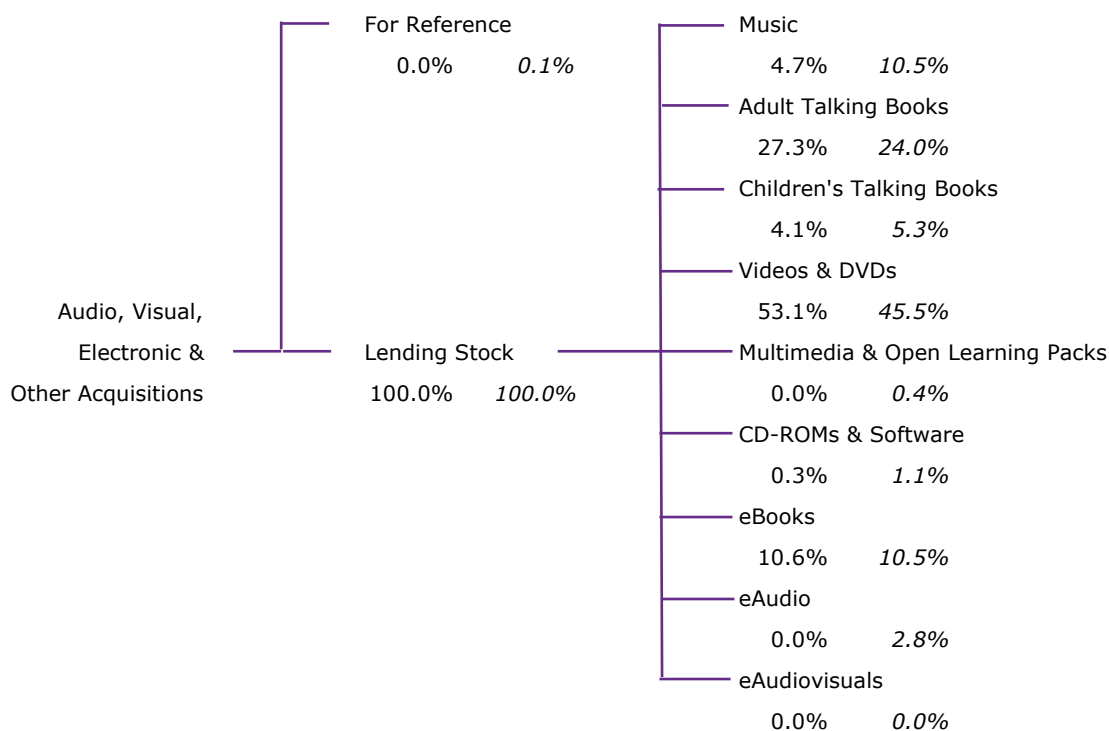 For Reference
0.0% 0.1%
Audio, Visual,
Electronic &
Other Acquisitions
Lending Stock
100.0% 100.0%
Music
4.7% 10.5%
Adult Talking Books
27.3% 24.0%
Children's Talking Books
4.1% 5.3%
Videos & DVDs
53.1% 45.5%
Multimedia & Open Learning Packs
0.0% 0.4%
CD-ROMs & Software
0.3% 1.1%
eBooks
10.6% 10.5%
eAudio
0.0% 2.8%
eAudiovisuals
0.0% 0.0%